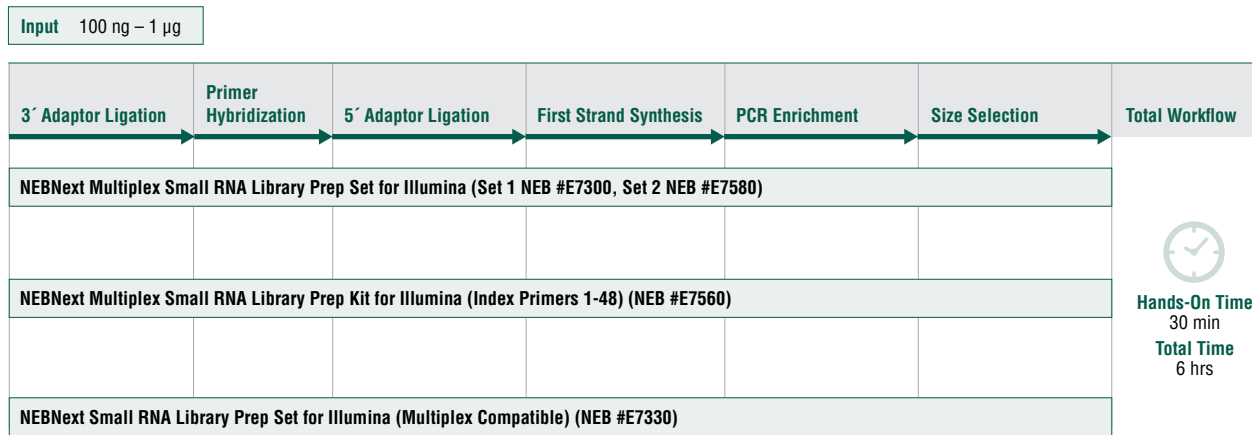 Input 100 ng – 1 µg
3´ Adaptor Ligation
Primer
Hybridization
5´ Adaptor Ligation
First Strand Synthesis
PCR Enrichment
Size Selection
Total Workflow
NEBNext Multiplex Small RNA Library Prep Set for Illumina (Set 1 NEB #E7300, Set 2 NEB #E7580)
NEBNext Multiplex Small RNA Library Prep Kit for Illumina (Index Primers 1-48) (NEB #E7560)
Hands-On Time
30 min
Total Time
6 hrs
NEBNext Small RNA Library Prep Set for Illumina (Multiplex Compatible) (NEB #E7330)